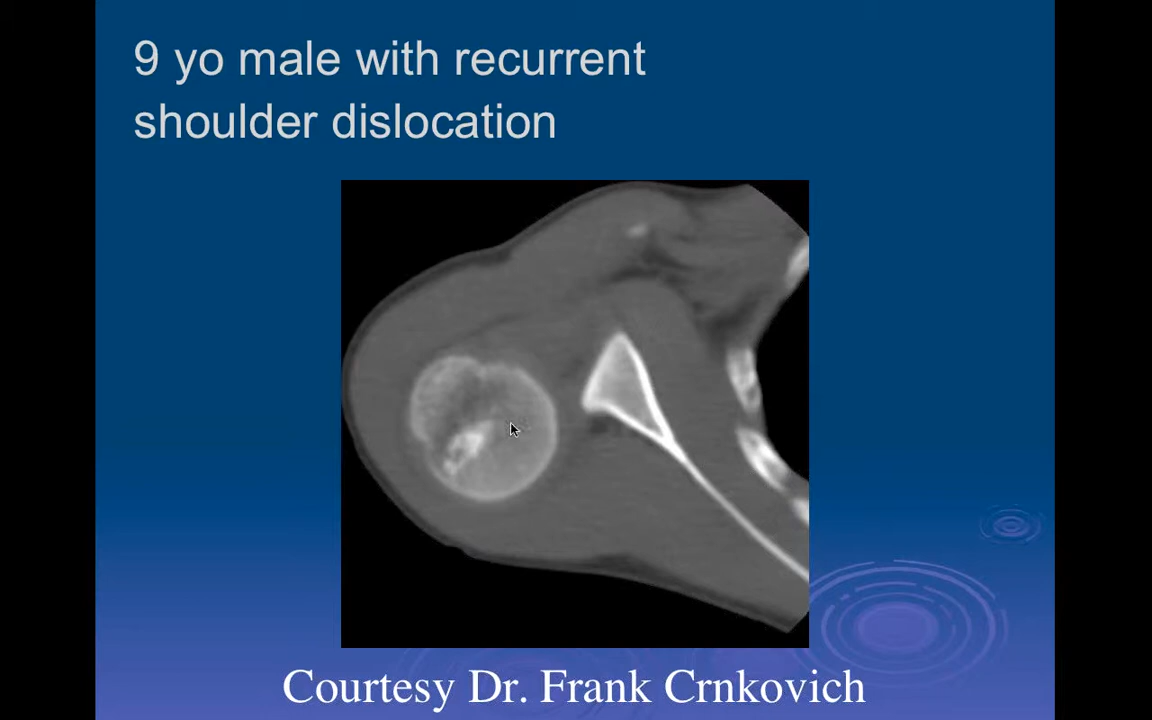 9 yo male with recurrent
shoulder dislocation
Courtesy Dr. Frank Crnkovich